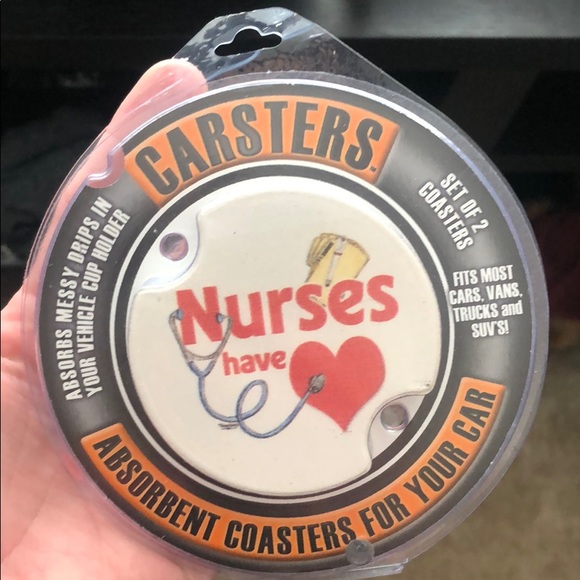 CARSTERS™
ABSORBS MESSY DRIPS IN
YOUR VEHICLE CUP HOLDER
SET OF 2
COASTERS
FITS MOST
CARS, VANS,
TRUCKS and
SUV'S!
Nurses
have
ABSORBENT COASTERS FOR YOUR CAR